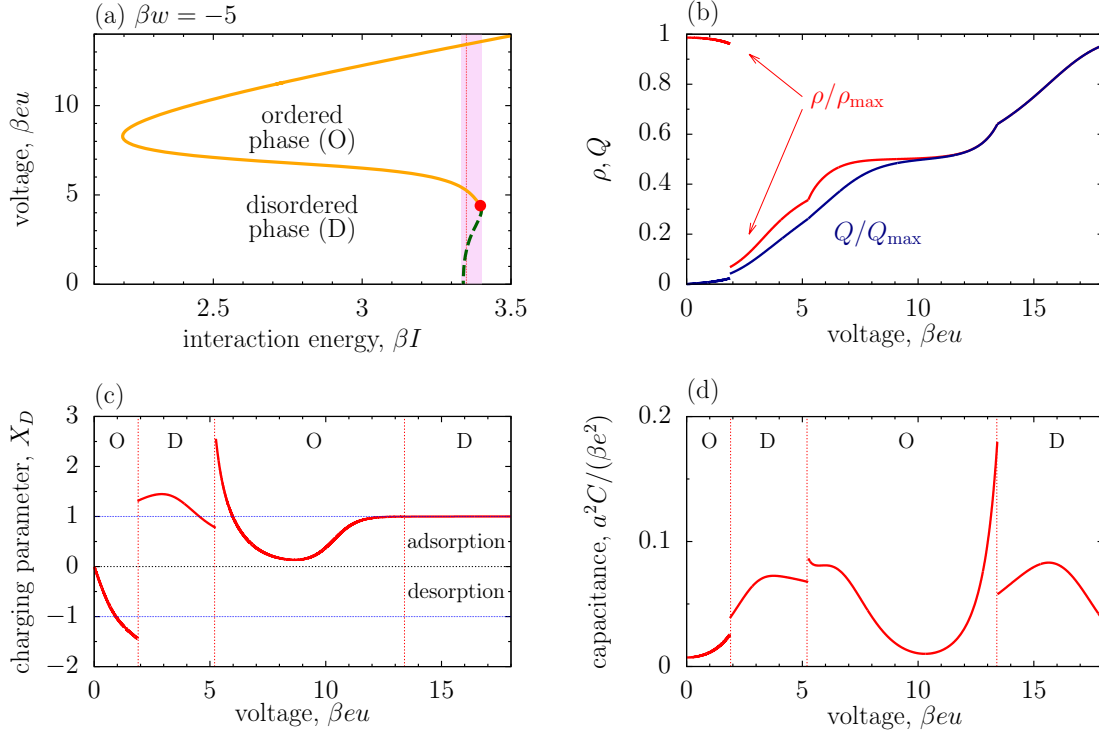 (a) βw = −5
voltage, βeu
10
5
0
2.5
3
3.5
ordered
phase (O)
disordered
phase (D)
interaction energy, βI
(b)
ρ, Q
1
0.8
0.6
0.4
0.2
0
0
5
10
15
ρ/ρmax
Q/Qmax
voltage, βeu
(c)
charging parameter, X_D
3
2
1
0
−1
−2
0
5
10
15
O
D
O
D
adsorption
desorption
voltage, βeu
(d)
capacitance, a²C/(βe²)
0.2
0.1
0
0
5
10
15
O
D
O
D
voltage, βeu